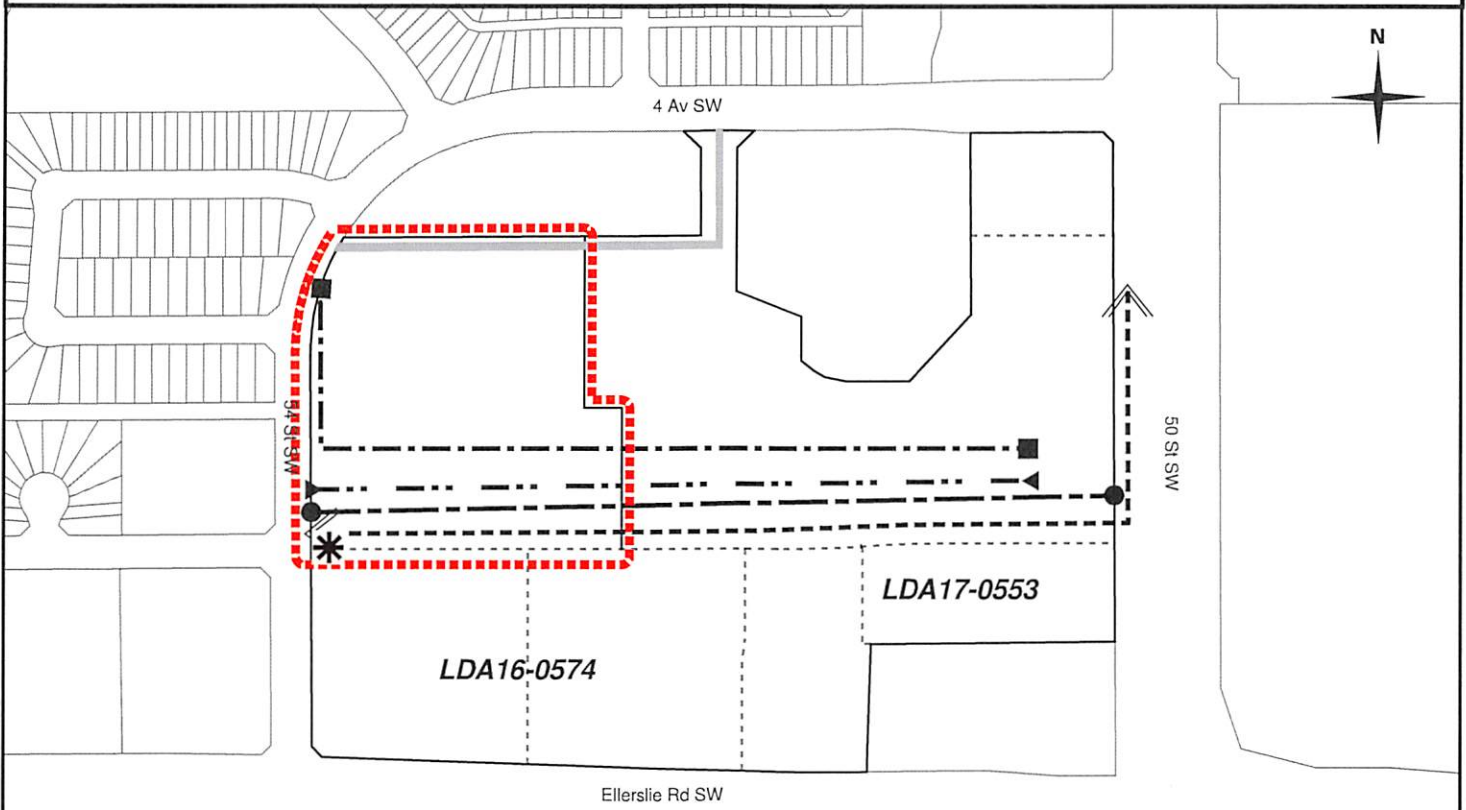 N
4 Av SW
54 St SW
50 St SW
LDA17-0553
LDA16-0574
Ellerslie Rd SW